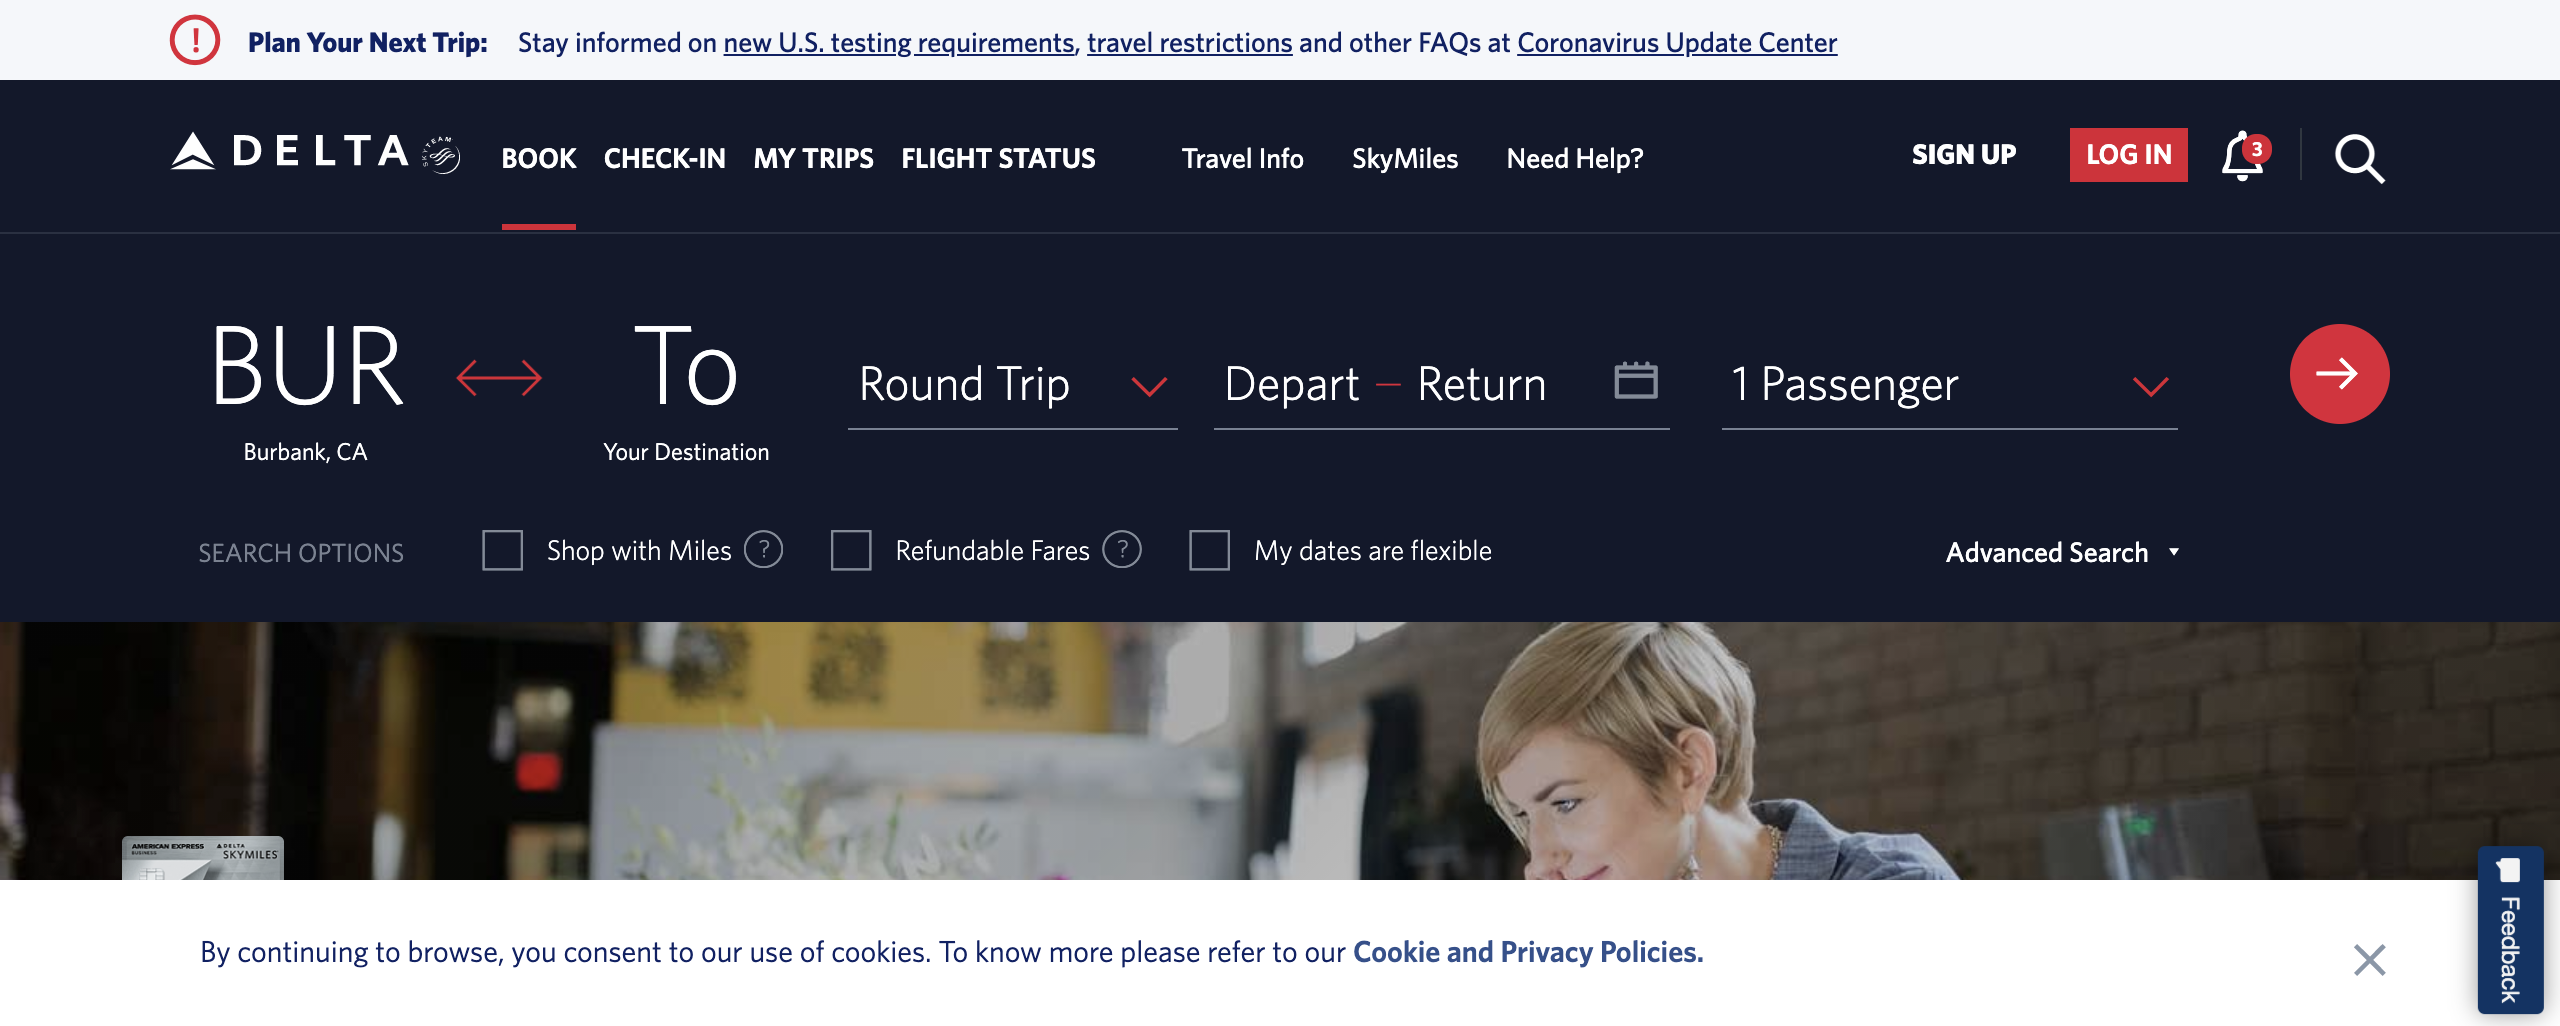 Plan Your Next Trip: Stay informed on new U.S. testing requirements, travel restrictions and other FAQs at Coronavirus Update Center
DELTA SKYTEAM BOOK CHECK-IN MY TRIPS FLIGHT STATUS Travel Info SkyMiles Need Help? SIGN UP LOG IN 3
BUR To Round Trip Depart — Return 1 Passenger
Burbank, CA Your Destination
SEARCH OPTIONS Shop with Miles ? Refundable Fares ? My dates are flexible Advanced Search
AMERICAN EXPRESS DELTA
BUSINESS SKYMILES
By continuing to browse, you consent to our use of cookies. To know more please refer to our Cookie and Privacy Policies.
Feedback